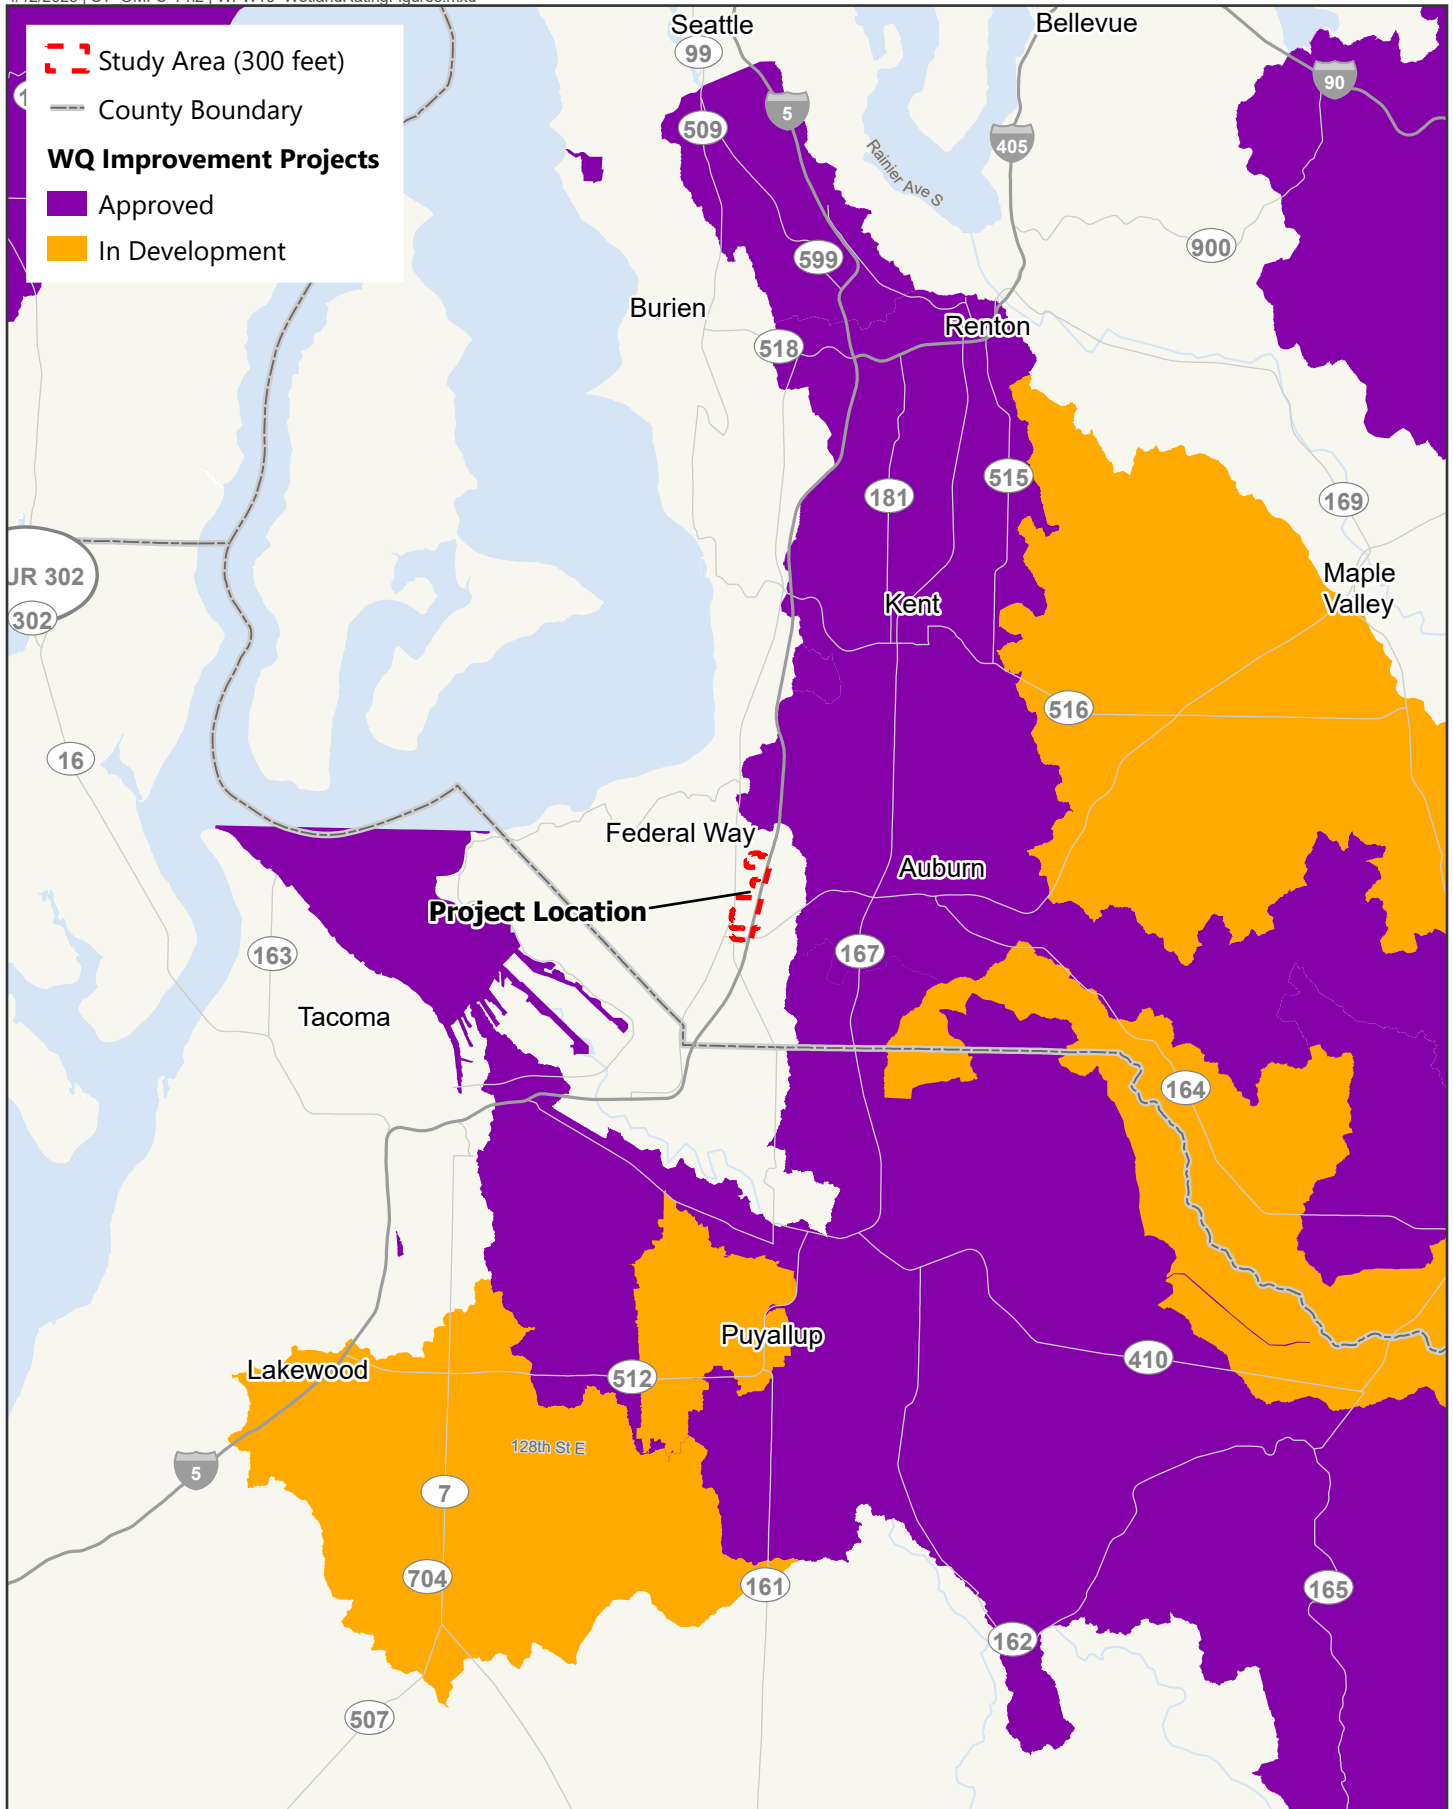 Study Area (300 feet)
County Boundary
WQ Improvement Projects
Approved
In Development
Seattle
Bellevue
99
90
5
509
405
Rainier Ave S
900
599
Burien
Renton
518
515
181
169
JR 302
302
Maple
Valley
Kent
516
16
Federal Way
Auburn
Project Location
163
167
Tacoma
164
Puyallup
410
Lakewood
512
128th St E
5
7
704
161
165
162
507